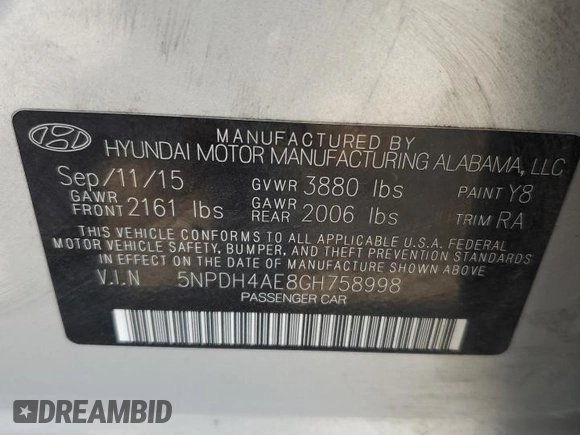 MANUFACTURED BY
HYUNDAI MOTOR MANUFACTURING ALABAMA, LLC
Sep/11/15 GVWR 3880 lbs PAINT Y8
GAWR FRONT 2161 lbs GAWR REAR 2006 lbs TRIM RA
THIS VEHICLE CONFORMS TO ALL APPLICABLE U.S.A. FEDERAL
MOTOR VEHICLE SAFETY, BUMPER, AND THEFT PREVENTION STANDARDS
IN EFFECT ON THE DATE OF MANUFACTURE SHOWN ABOVE.
V.I.N 5NPDH4AE8GH758998
PASSENGER CAR
DREAMBID